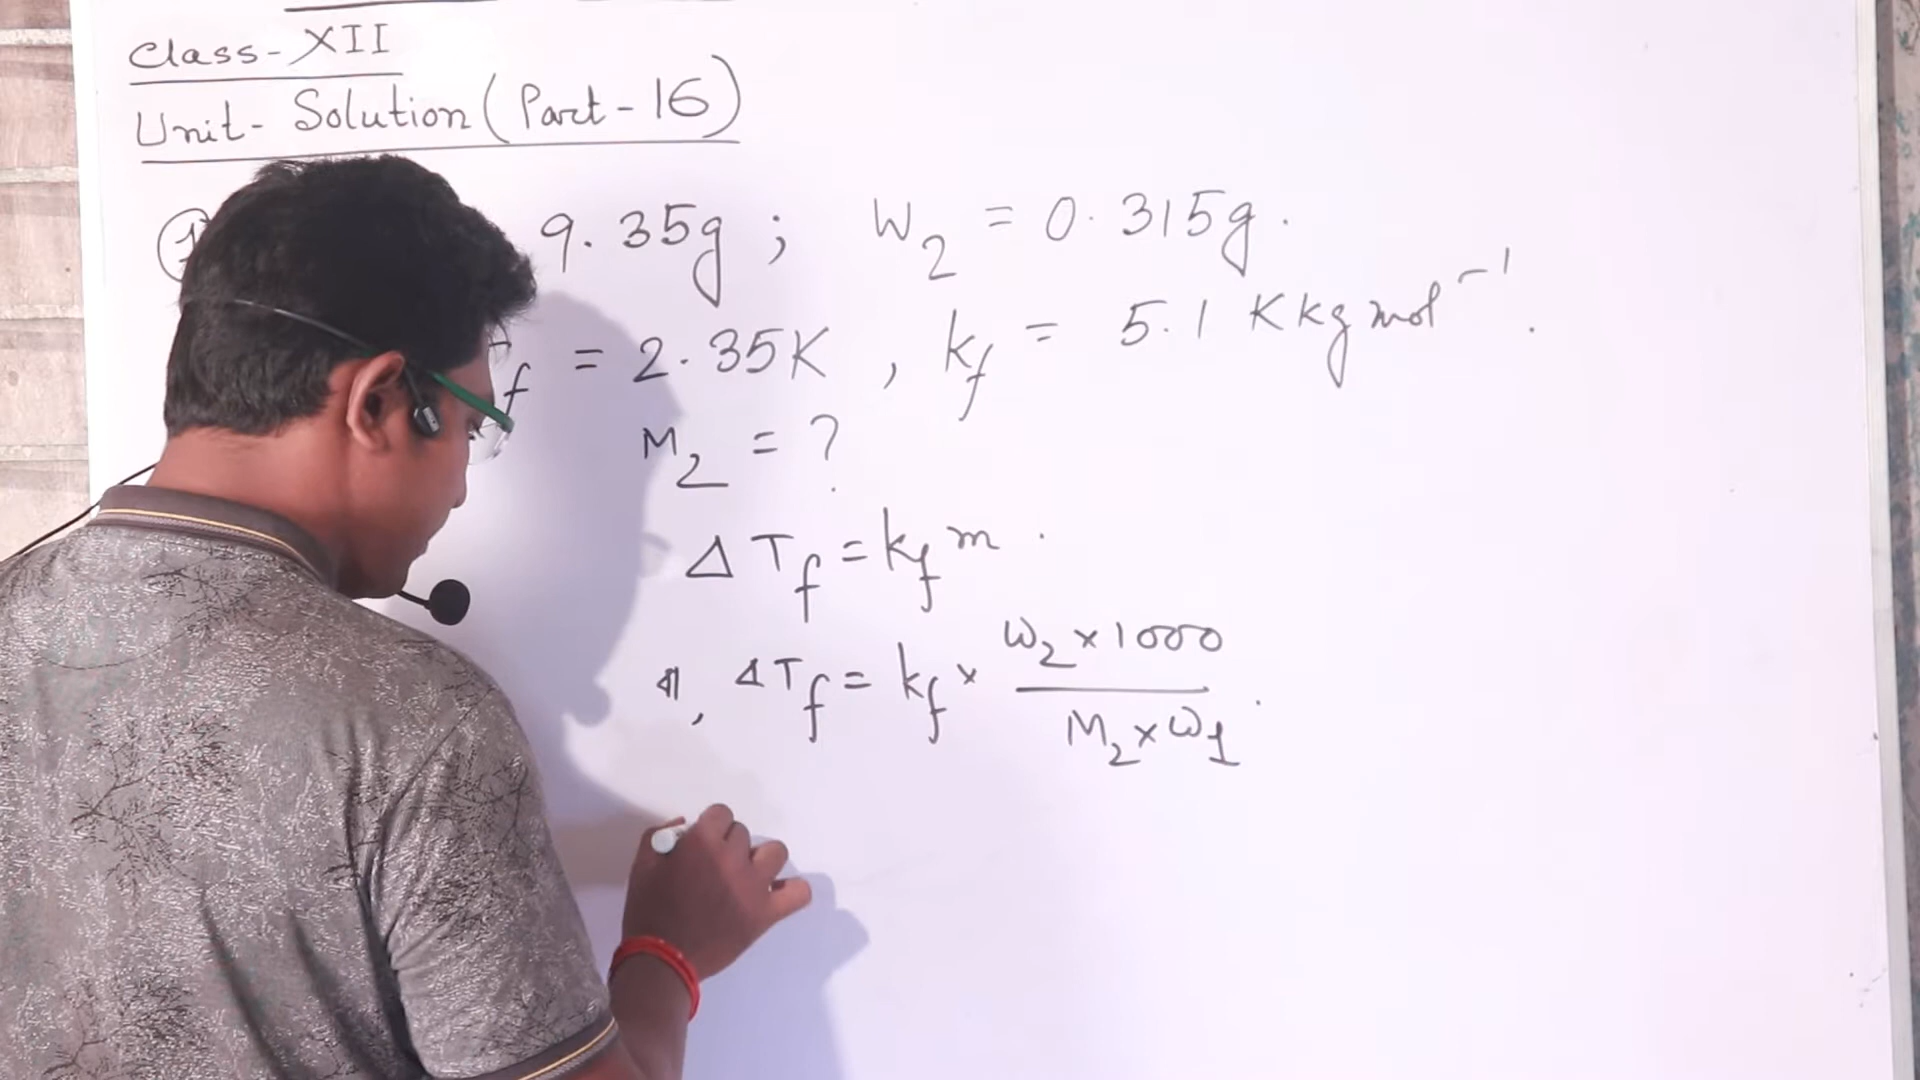 Class-XII
Unit- Solution (Part-16)
① 9.35g ; W₂ = 0.315g.
f = 2.35K , kf = 5.1 K kg mol⁻¹.
M₂ = ?
ΔTf = kf m.
ΔTf = kf × (W₂ × 1000) / (M₂ × W₁).